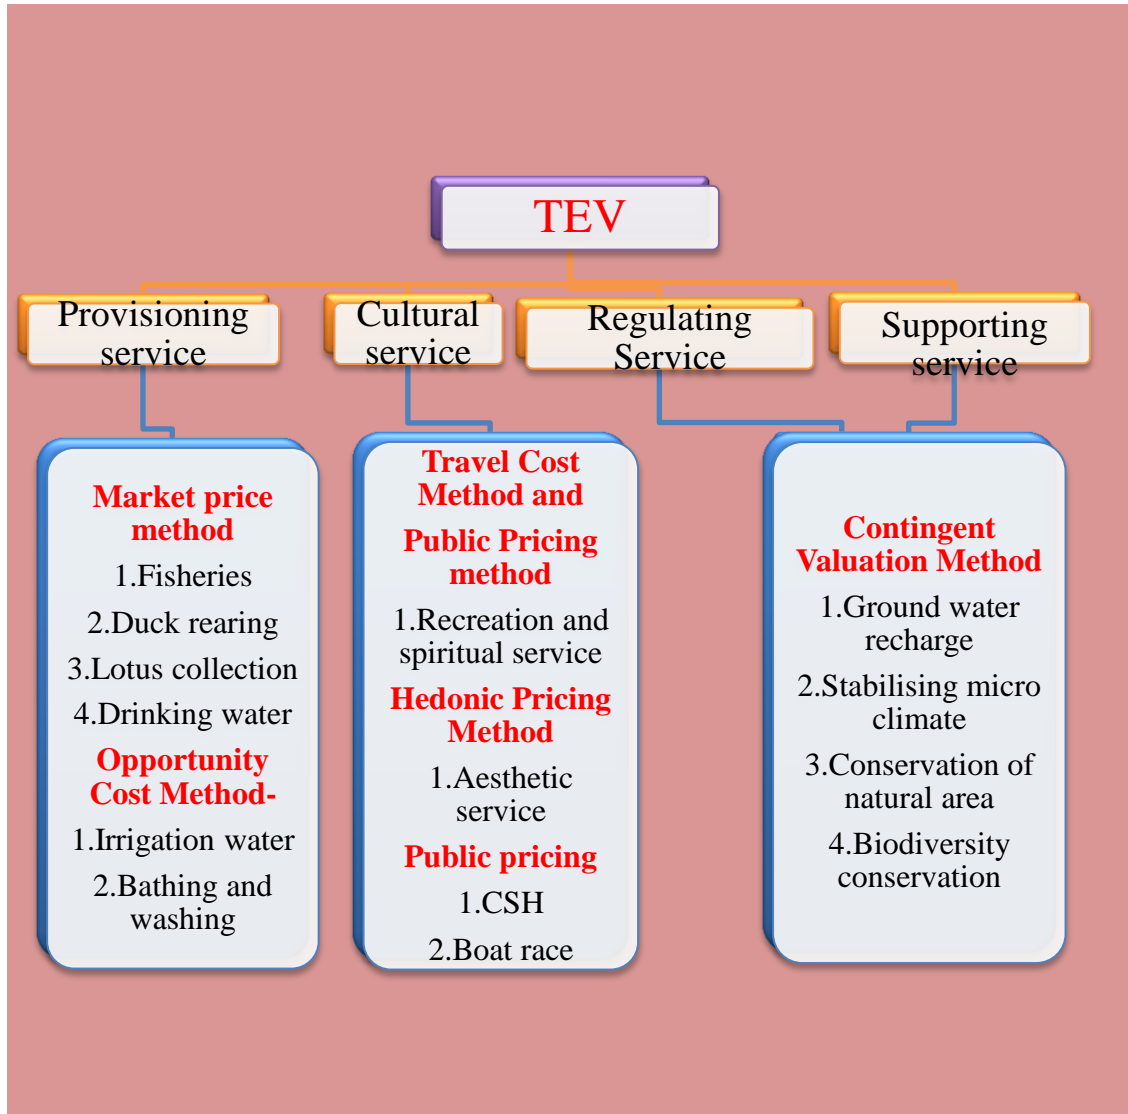 TEV
Provisioning
service
Cultural
service
Regulating
Service
Supporting
service
Market price
method
1.Fisheries
2.Duck rearing
3.Lotus collection
4.Drinking water
Opportunity
Cost Method-
1.Irrigation water
2.Bathing and
washing
Travel Cost
Method and
Public Pricing
method
1.Recreation and
spiritual service
Hedonic Pricing
Method
1.Aesthetic
service
Public pricing
1.CSH
2.Boat race
Contingent
Valuation Method
1.Ground water
recharge
2.Stabilising micro
climate
3.Conservation of
natural area
4.Biodiversity
conservation